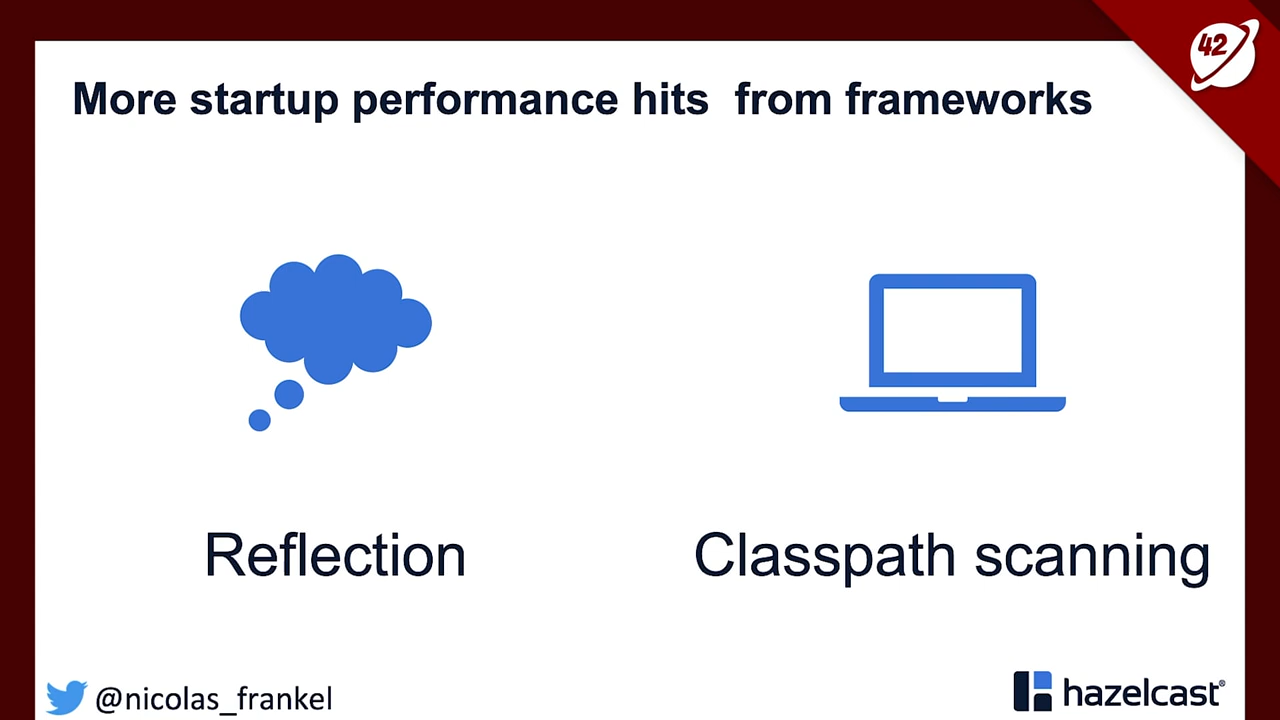 42
More startup performance hits  from frameworks
Reflection
Classpath scanning
@nicolas_frankel
hazelcast®